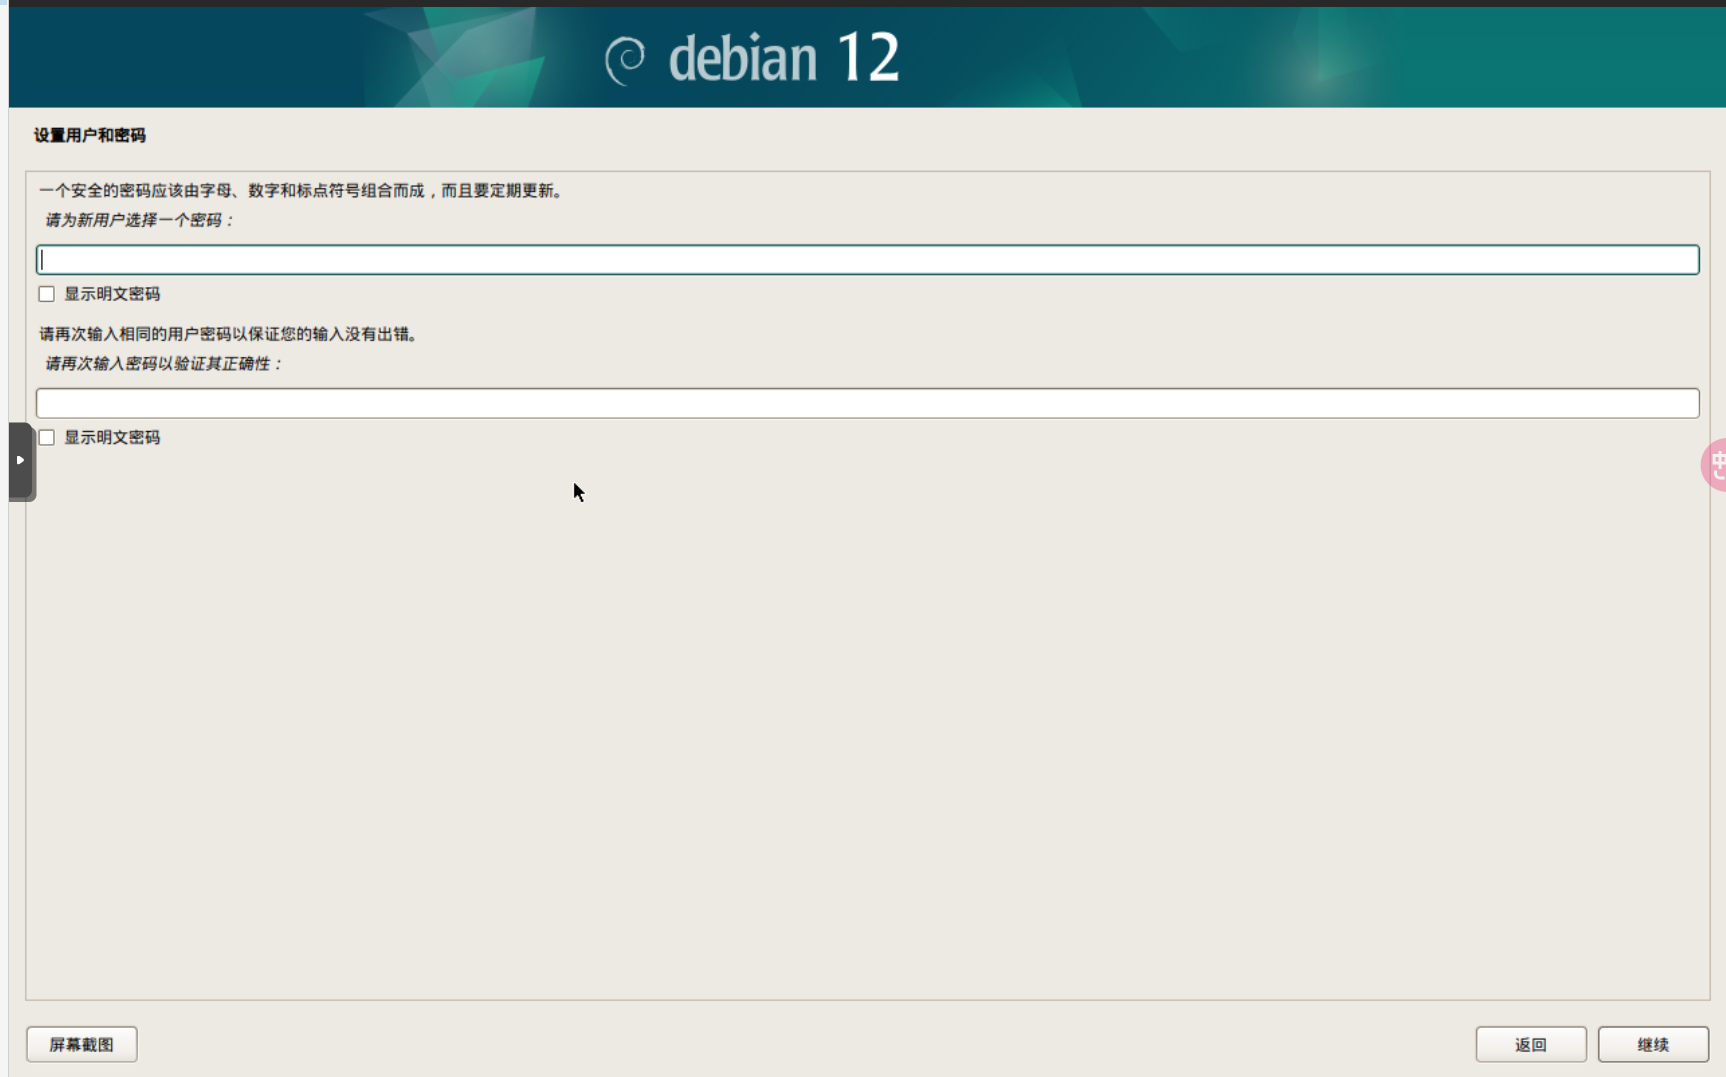 debian 12
设置用户和密码
一个安全的密码应该由字母、数字和标点符号组合而成，而且要定期更新。
请为新用户选择一个密码：
显示明文密码
请再次输入相同的用户密码以保证您的输入没有出错。
请再次输入密码以验证其正确性：
显示明文密码
中
屏幕截图
返回
继续